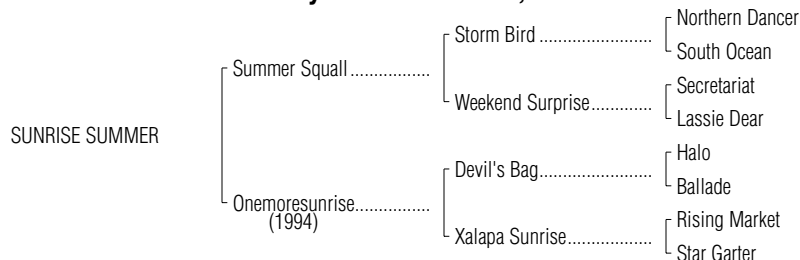 Northern Dancer
Storm Bird
South Ocean
Summer Squall
Secretariat
Weekend Surprise
Lassie Dear
SUNRISE SUMMER
Halo
Devil's Bag
Ballade
Onemoresunrise
(1994)
Rising Market
Xalapa Sunrise
Star Garter